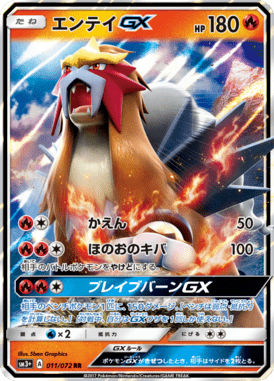 たね エンテイGX HP 180
かえん 50
ほのおのキバ 100
相手のバトルポケモンをやけどにする。
ブレイブバーンGX
GXルール
ポケモンGXがきぜつしたとき、相手はサイドを2枚とる。
弱点 ×2 抵抗力 にげる
illus. 5ban Graphics
SM3+ A 011/072 RR
©2017 Pokémon/Nintendo/Creatures/GAME FREAK